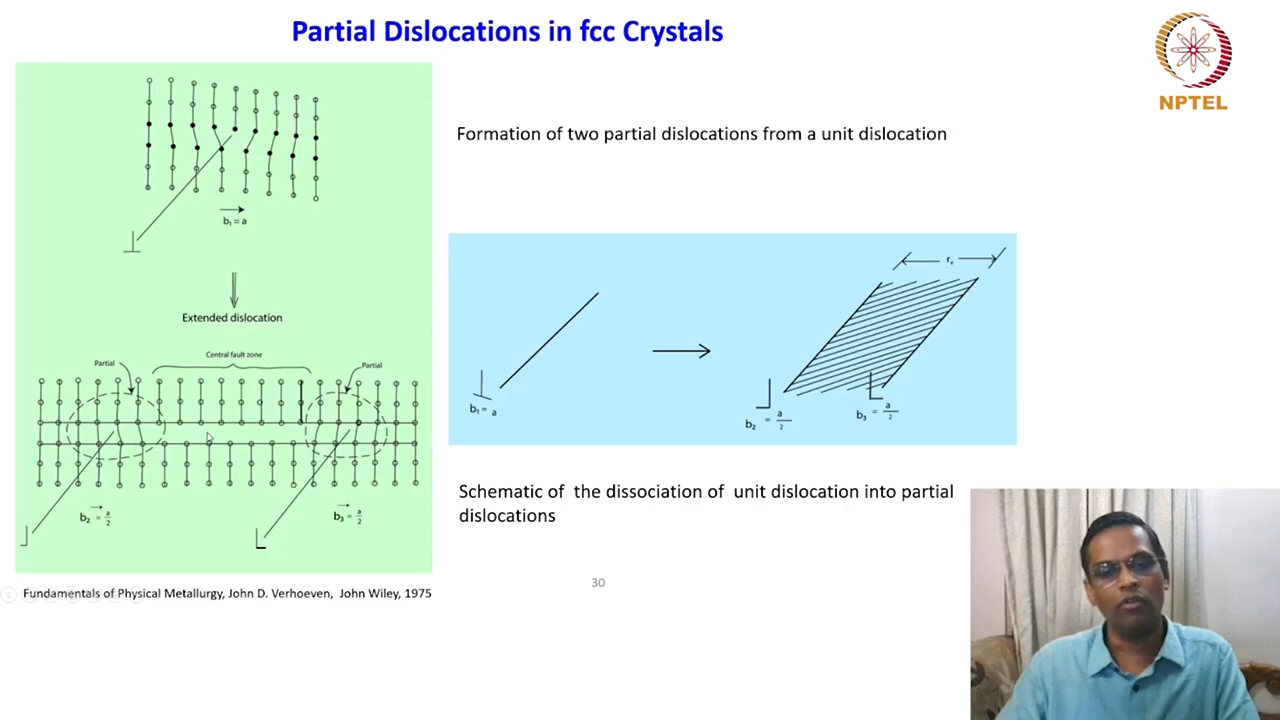 Partial Dislocations in fcc Crystals
NPTEL
Formation of two partial dislocations from a unit dislocation
b₁ = a
Extended dislocation
Central fault zone
Partial
Partial
b₂ = a/2
b₃ = a/2
rₑ
b₁ = a
b₂ = a/2
b₃ = a/2
Schematic of the dissociation of unit dislocation into partial
dislocations
30
Fundamentals of Physical Metallurgy, John D. Verhoeven, John Wiley, 1975